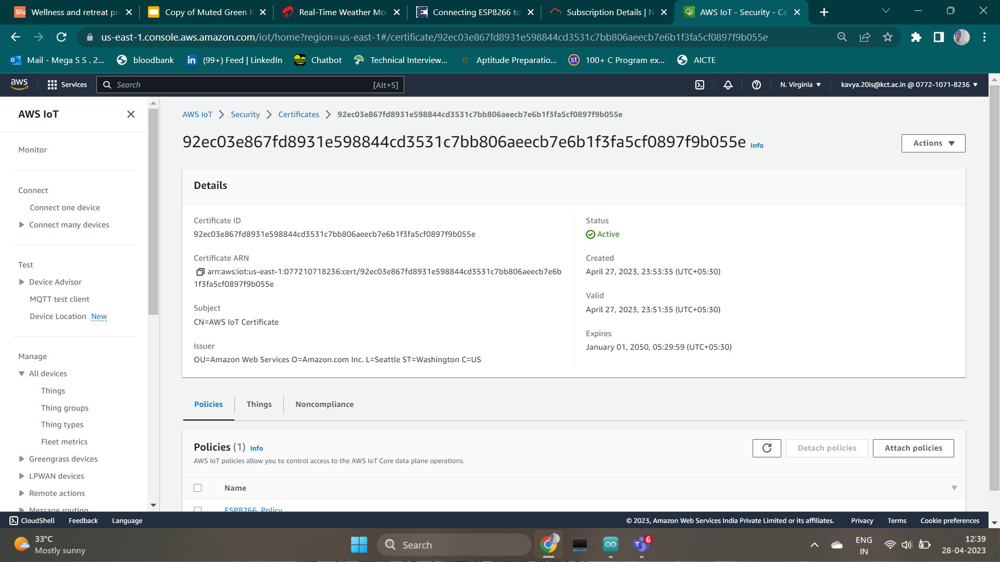 Wellness and retreat pr
Copy of Muted Green M
Real-Time Weather Mo
Connecting ESP8266 to
Subscription Details | N
AWS IoT - Security - Ce
us-east-1.console.aws.amazon.com/iot/home?region=us-east-1#/certificate/92ec03e867fd8931e598844cd3531c7bb806aeecb7e6b1f3fa5cf0897f9b055e
Mail - Mega S S . 2...
bloodbank
(99+) Feed | LinkedIn
Chatbot
Technical Interview...
Aptitude Preparatio...
100+ C Program ex...
AICTE
aws
Services
Search
[Alt+S]
N. Virginia
kavya.20is@kct.ac.in @ 0772-1071-8236
AWS IoT
Monitor
Connect
Connect one device
Connect many devices
Test
Device Advisor
MQTT test client
Device Location New
Manage
All devices
Things
Thing groups
Thing types
Fleet metrics
Greengrass devices
LPWAN devices
Remote actions
Message routing
AWS IoT > Security > Certificates > 92ec03e867fd8931e598844cd3531c7bb806aeecb7e6b1f3fa5cf0897f9b055e
92ec03e867fd8931e598844cd3531c7bb806aeecb7e6b1f3fa5cf0897f9b055e Info
Actions
Details
Certificate ID
92ec03e867fd8931e598844cd3531c7bb806aeecb7e6b1f3fa5cf0897f9b055e
Certificate ARN
arn:aws:iot:us-east-1:077210718236:cert/92ec03e867fd8931e598844cd3531c7bb806aeecb7e6b
1f3fa5cf0897f9b055e
Subject
CN=AWS IoT Certificate
Issuer
OU=Amazon Web Services O=Amazon.com Inc. L=Seattle ST=Washington C=US
Status
Active
Created
April 27, 2023, 23:53:35 (UTC+05:30)
Valid
April 27, 2023, 23:51:35 (UTC+05:30)
Expires
January 01, 2050, 05:29:59 (UTC+05:30)
Policies
Things
Noncompliance
Policies (1) Info
AWS IoT policies allow you to control access to the AWS IoT Core data plane operations.
Detach policies
Attach policies
Name
ESP8266_Policy
CloudShell
Feedback
Language
© 2023, Amazon Web Services India Private Limited or its affiliates.
Privacy
Terms
Cookie preferences
33°C
Mostly sunny
Search
6
ENG
IN
12:39
28-04-2023